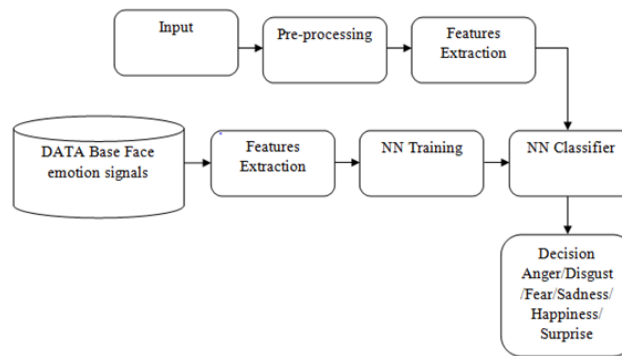 Input
Pre-processing
Features
Extraction
DATA Base Face
emotion signals
Features
Extraction
NN Training
NN Classifier
Decision
Anger/Disgust
/Fear/Sadness/
Happiness/
Surprise